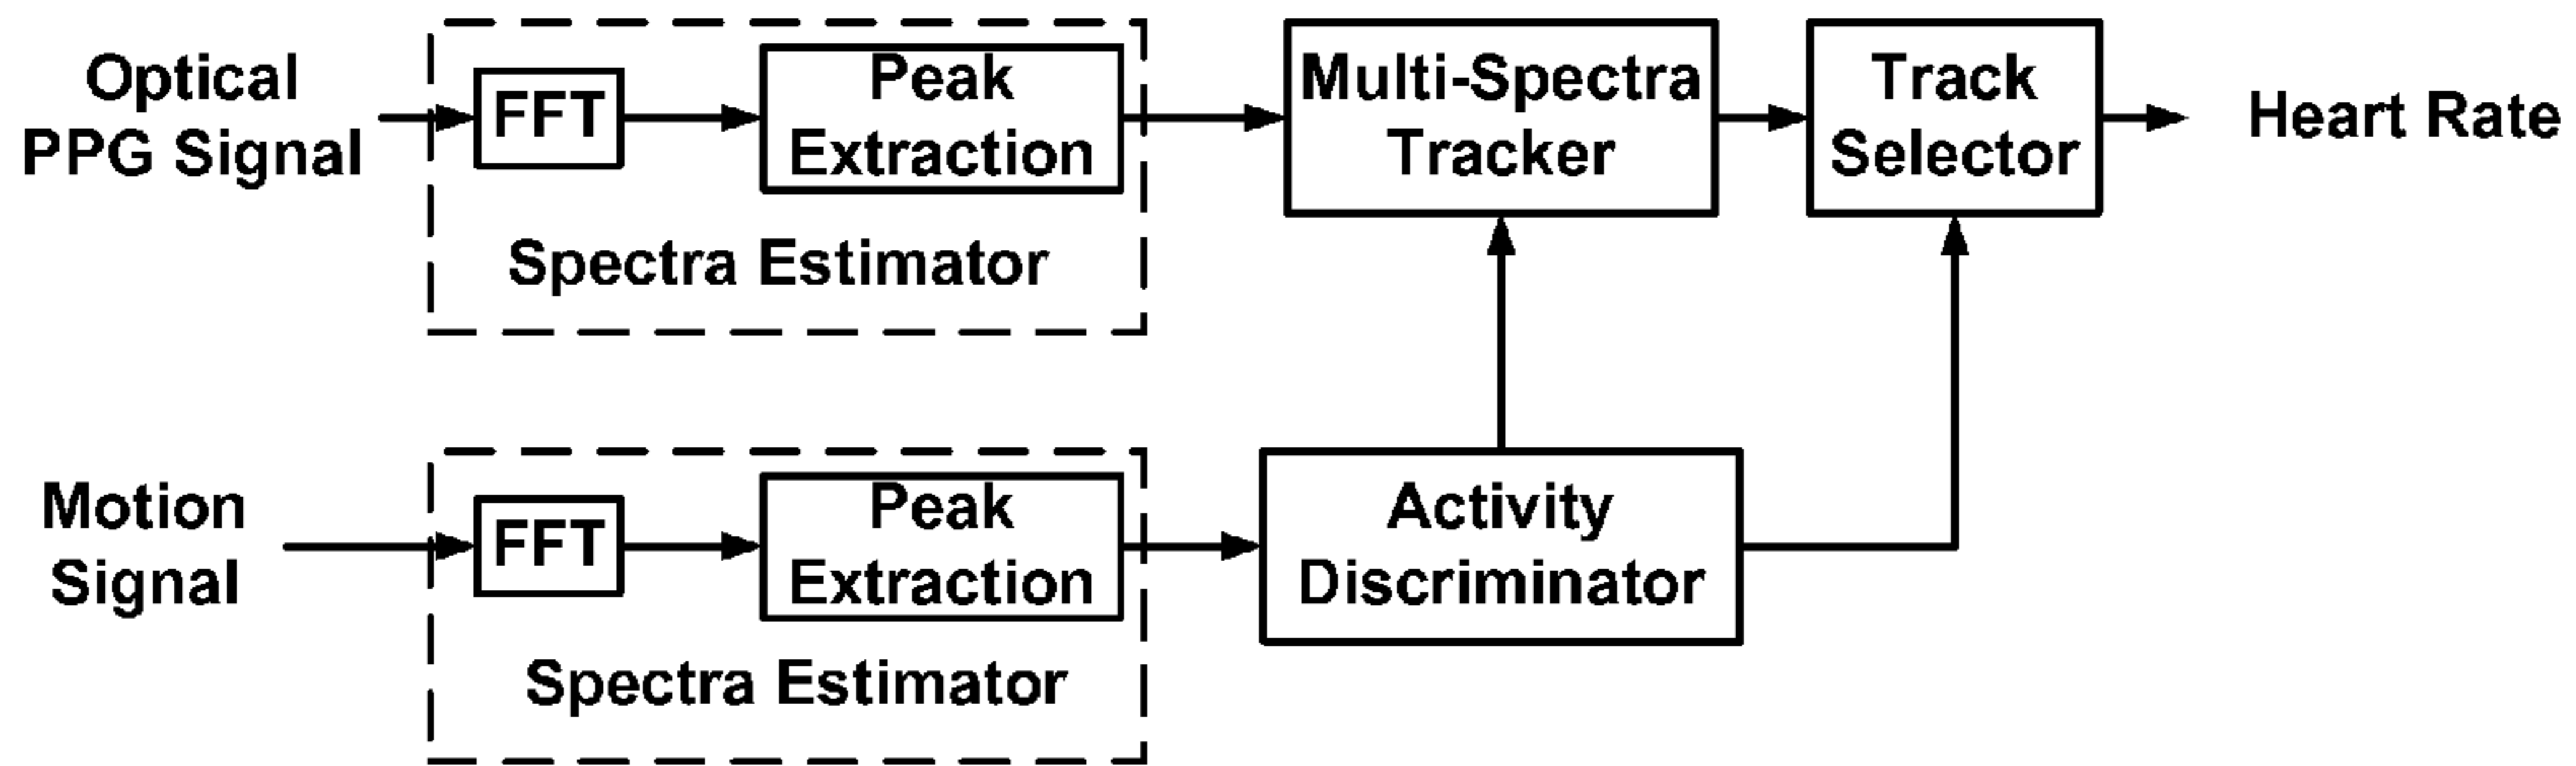 Optical
PPG Signal
FFT
Peak
Extraction
Spectra Estimator
Multi-Spectra
Tracker
Track
Selector
Heart Rate
Motion
Signal
FFT
Peak
Extraction
Spectra Estimator
Activity
Discriminator